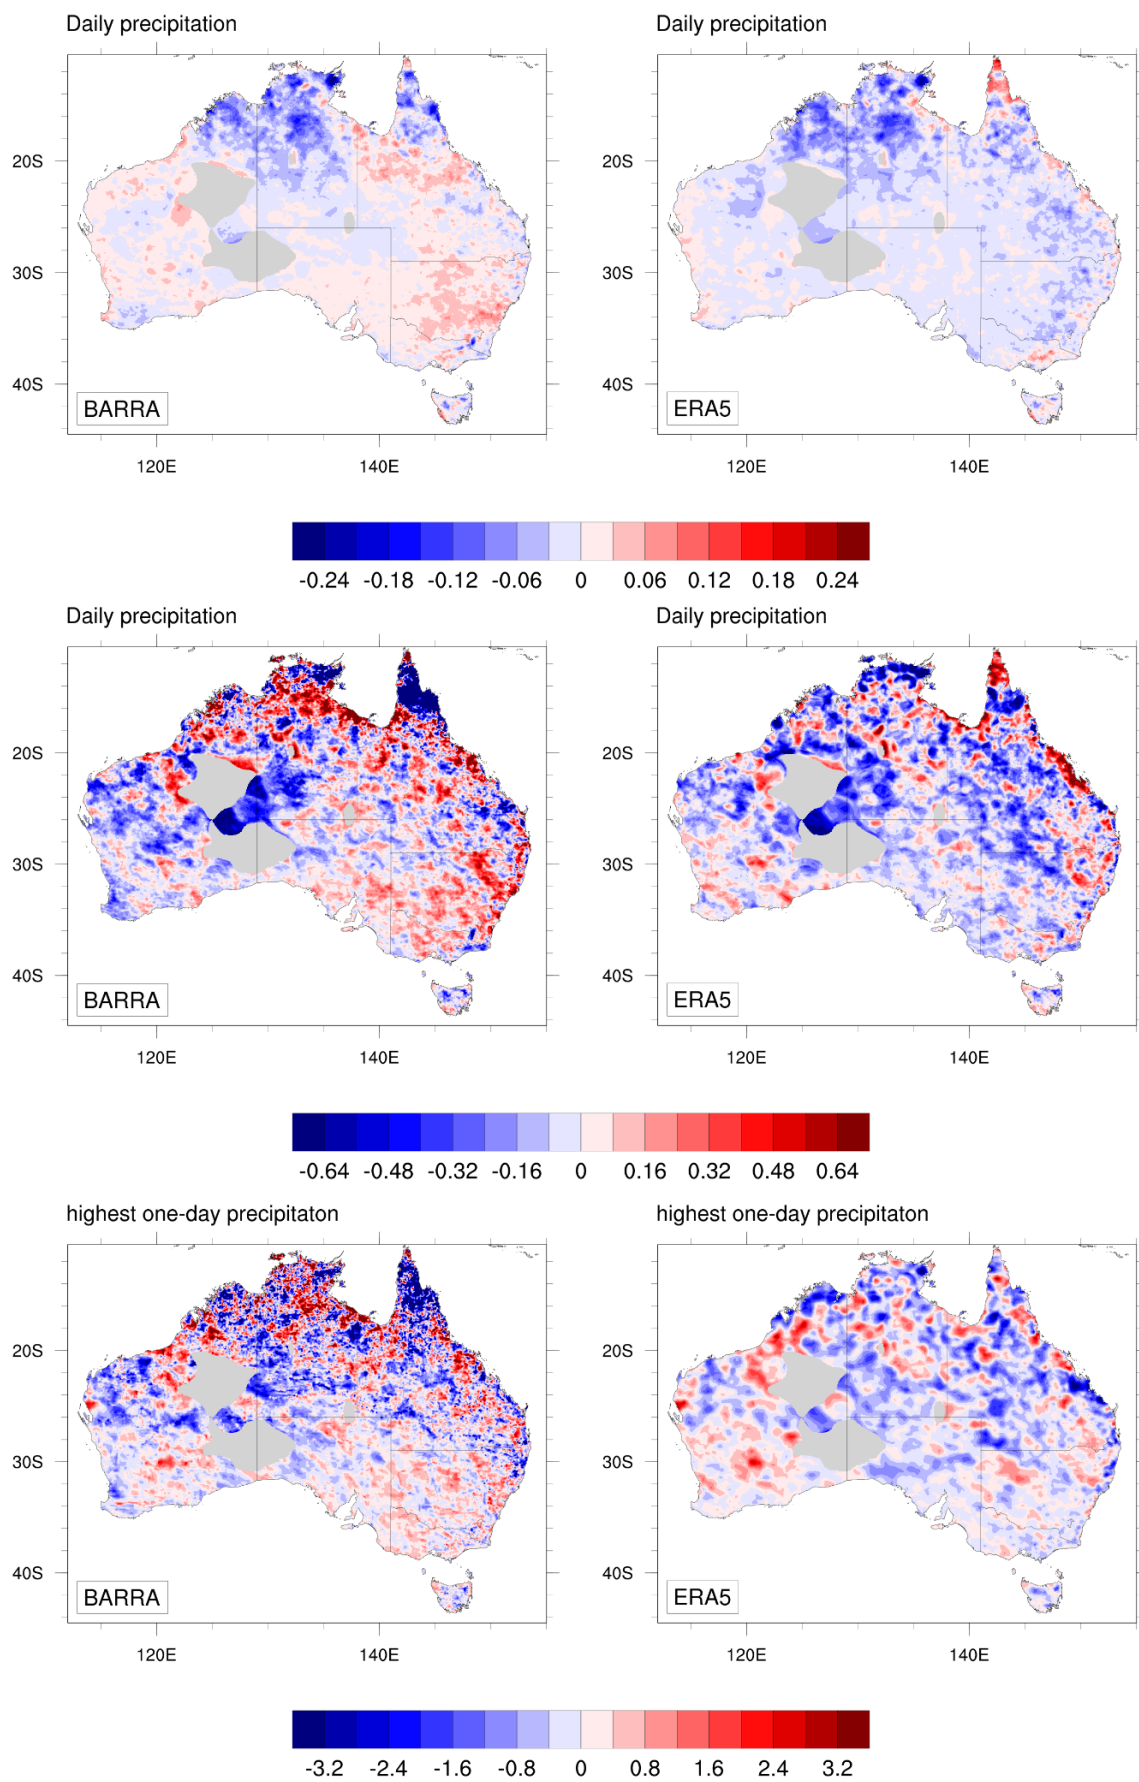 Daily precipitation Daily precipitation
20S 20S
30S 30S
40S 40S
BARRA ERA5
120E 140E 120E 140E
-0.24 -0.18 -0.12 -0.06 0 0.06 0.12 0.18 0.24
Daily precipitation Daily precipitation
20S 20S
30S 30S
40S 40S
BARRA ERA5
120E 140E 120E 140E
-0.64 -0.48 -0.32 -0.16 0 0.16 0.32 0.48 0.64
highest one-day precipitaton highest one-day precipitaton
20S 20S
30S 30S
40S 40S
BARRA ERA5
120E 140E 120E 140E
-3.2 -2.4 -1.6 -0.8 0 0.8 1.6 2.4 3.2